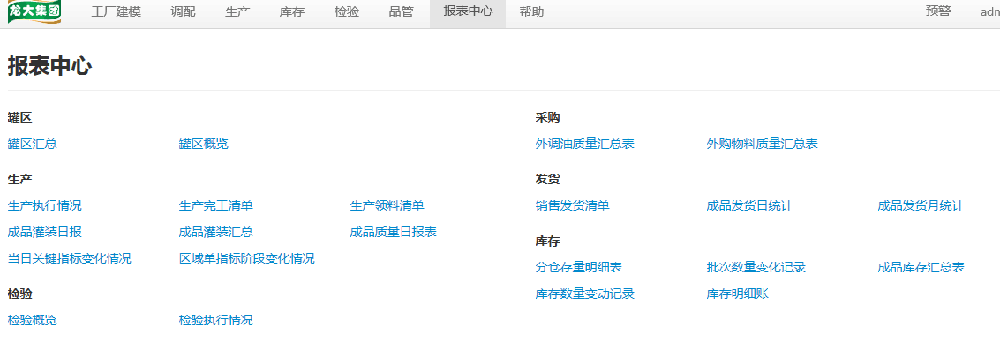 龙大集团 工厂建模 调配 生产 库存 检验 品管 报表中心 帮助 预警 adm
报表中心
罐区
罐区汇总 罐区概览
生产
生产执行情况 生产完工清单 生产领料清单
成品灌装日报 成品灌装汇总 成品质量日报表
当日关键指标变化情况 区域单指标阶段变化情况
检验
检验概览 检验执行情况
采购
外调油质量汇总表 外购物料质量汇总表
发货
销售发货清单 成品发货日统计 成品发货月统计
库存
分仓存量明细表 批次数量变化记录 成品库存汇总表
库存数量变动记录 库存明细账